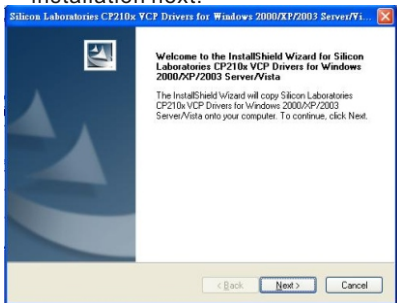 installation next.
Silicon Laboratories CP210x VCP Drivers for Windows 2000/XP/2003 Server/Vi...
Welcome to the InstallShield Wizard for Silicon
Laboratories CP210x VCP Drivers for Windows
2000/XP/2003 Server/Vista
The InstallShield Wizard will copy Silicon Laboratories
CP210x VCP Drivers for Windows 2000/XP/2003
Server/Vista onto your computer. To continue, click Next.
< Back
Next >
Cancel